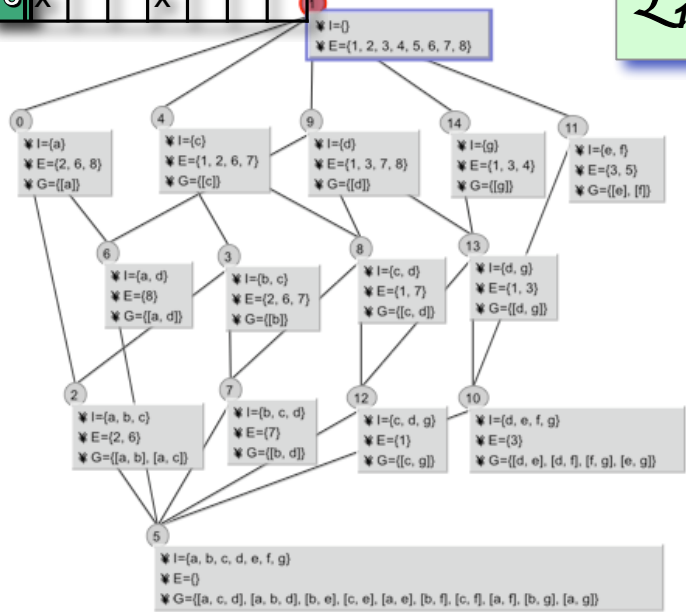 x x
I={}
E={1, 2, 3, 4, 5, 6, 7, 8}
0
I={a}
E={2, 6, 8}
G={[a]}
4
I={c}
E={1, 2, 6, 7}
G={[c]}
9
I={d}
E={1, 3, 7, 8}
G={[d]}
14
I={g}
E={1, 3, 4}
G={[g]}
11
I={e, f}
E={3, 5}
G={[e], [f]}
6
I={a, d}
E={8}
G={[a, d]}
3
I={b, c}
E={2, 6, 7}
G={[b]}
8
I={c, d}
E={1, 7}
G={[c, d]}
13
I={d, g}
E={1, 3}
G={[d, g]}
2
I={a, b, c}
E={2, 6}
G={[a, b], [a, c]}
7
I={b, c, d}
E={7}
G={[b, d]}
12
I={c, d, g}
E={1}
G={[c, g]}
10
I={d, e, f, g}
E={3}
G={[d, e], [d, f], [f, g], [e, g]}
5
I={a, b, c, d, e, f, g}
E={}
G={[a, c, d], [a, b, d], [b, e], [c, e], [a, e], [b, f], [c, f], [a, f], [b, g], [a, g]}